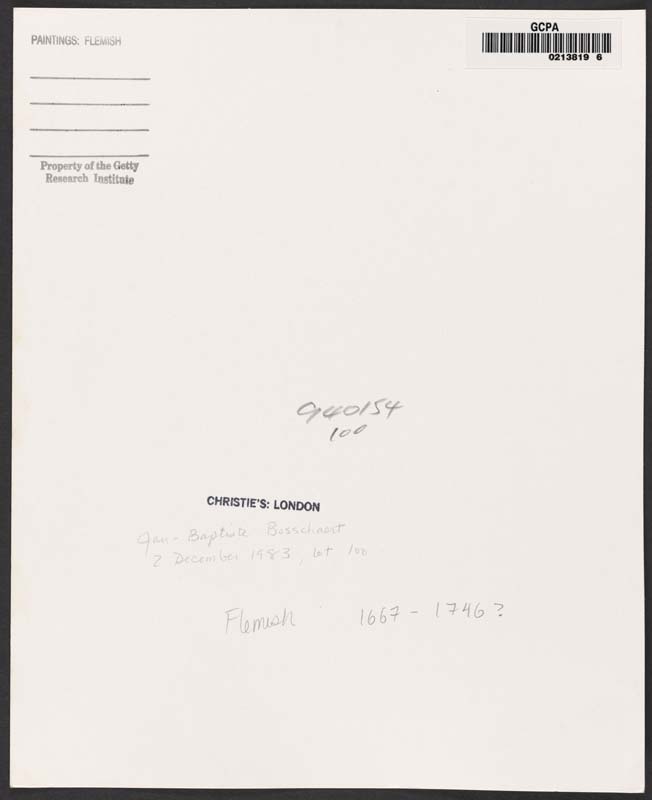 PAINTINGS: FLEMISH
GCPA
0213819 6
Property of the Getty
Research Institute
940154
100
CHRISTIE'S: LONDON
Jan-Baptiste Bosschaert
2 December 1983, lot 100
Flemish 1667 - 1746?